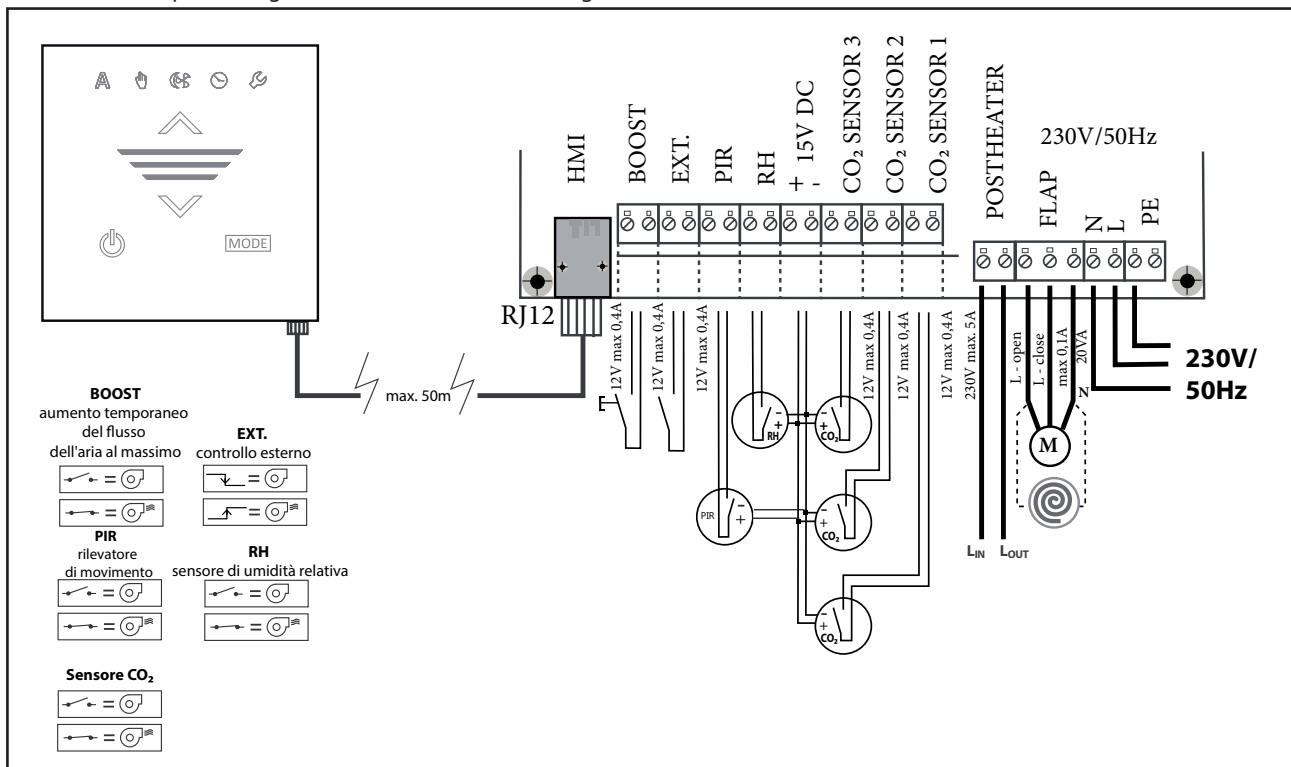 MODE
HMI
BOOST
EXT.
PIR
RH
+ 15V DC
-
CO₂ SENSOR 3
CO₂ SENSOR 2
CO₂ SENSOR 1
POSTHEATER
230V/50Hz
FLAP
N
L
PE
RJ12
max. 50m
12V max 0,4A
12V max 0,4A
12V max 0,4A
12V max 0,4A
12V max 0,4A
12V max 0,4A
230V max. 5A
L - open
L - close
max 0,1A
20VA
N
230V/
50Hz
M
LIN
LOUT
-
+
RH
-
+
CO₂
PIR
-
+
-
+
CO₂
-
+
CO₂
BOOST
aumento temporaneo
del flusso
dell'aria al massimo
=
=
EXT.
controllo esterno
=
=
PIR
rilevatore
di movimento
=
=
RH
sensore di umidità relativa
=
=
Sensore CO₂
=
=